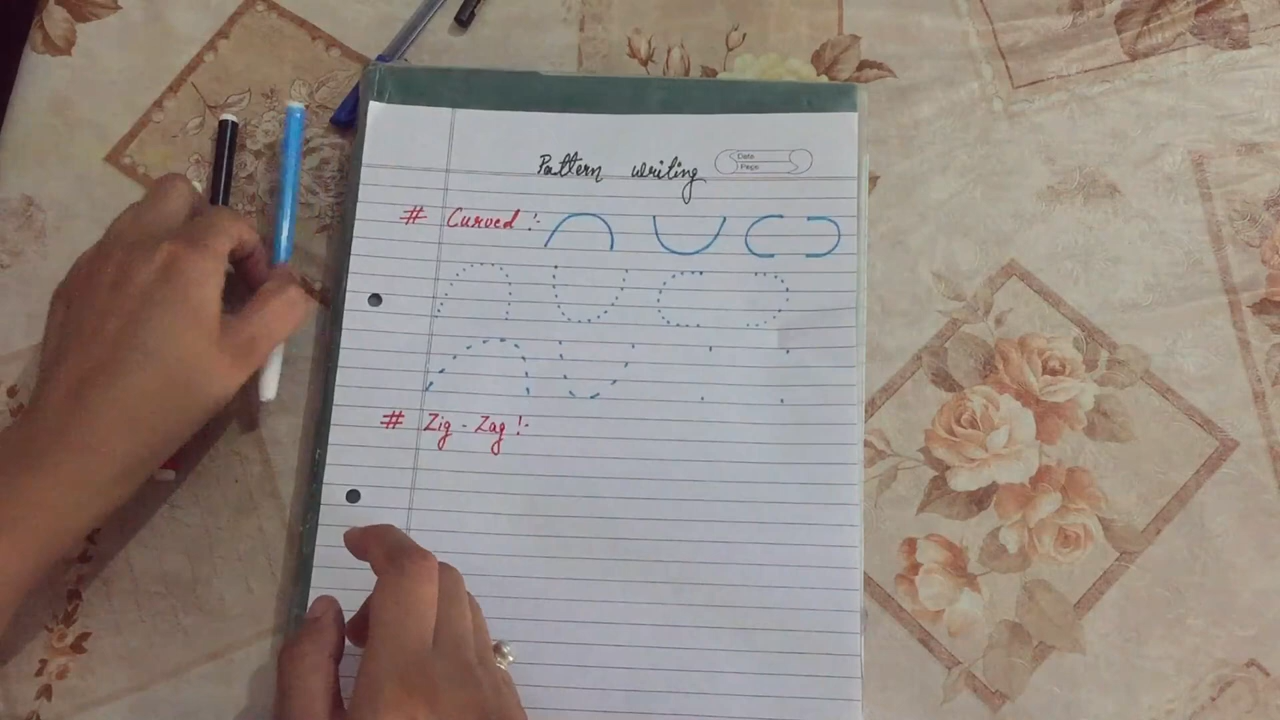 Pattern writing
Date
Page
# Curved :-
# Zig - Zag :-